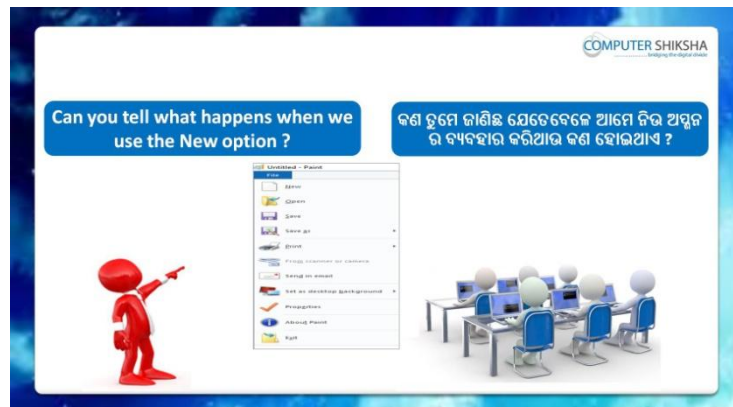 COMPUTER SHIKSHA
Bridging the digital divide
Can you tell what happens when we
use the New option ?
କଣ ତୁମେ ଜାଣିଛ ଯେତେବେଳେ ଆମେ ନିଉ ଅପ୍ସନ
ର ବ୍ୟବହାର କରିଥାଉ କଣ ହୋଇଥାଏ ?
Untitled - Paint
File
New
Open
Save
Save as
Print
From scanner or camera
Send in email
Set as desktop background
Properties
About Paint
Exit